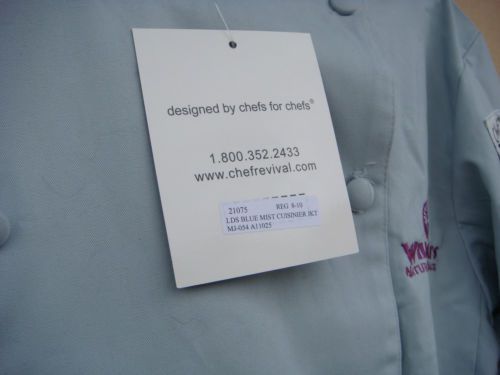 designed by chefs for chefs®
1.800.352.2433
www.chefrevival.com
21075 REG 8-10
LDS BLUE MIST CUISINIER JKT
MJ-054 A11025